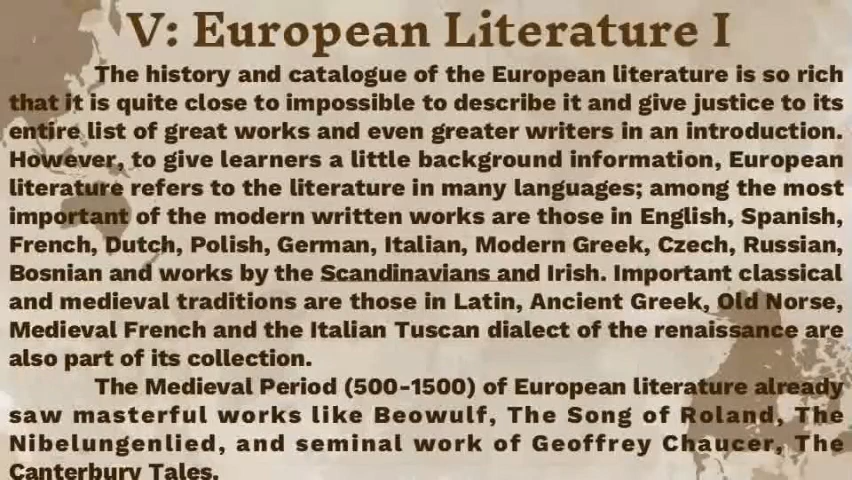 V: European Literature I
The history and catalogue of the European literature is so rich
that it is quite close to impossible to describe it and give justice to its
entire list of great works and even greater writers in an introduction.
However, to give learners a little background information, European
literature refers to the literature in many languages; among the most
important of the modern written works are those in English, Spanish,
French, Dutch, Polish, German, Italian, Modern Greek, Czech, Russian,
Bosnian and works by the Scandinavians and Irish. Important classical
and medieval traditions are those in Latin, Ancient Greek, Old Norse,
Medieval French and the Italian Tuscan dialect of the renaissance are
also part of its collection.
The Medieval Period (500-1500) of European literature already
saw masterful works like Beowulf, The Song of Roland, The
Nibelungenlied, and seminal work of Geoffrey Chaucer, The
Canterbury Tales.